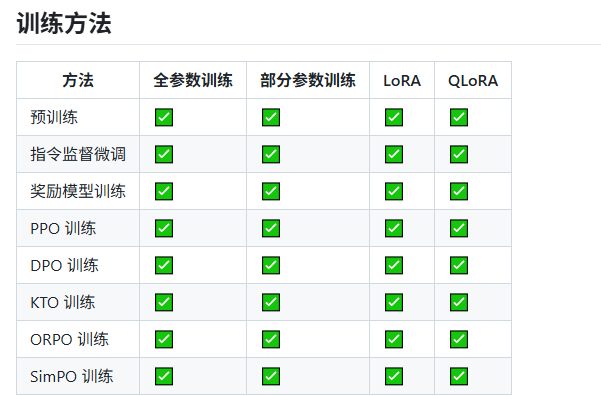 训练方法
方法 全参数训练 部分参数训练 LoRA QLoRA
预训练 ✅ ✅ ✅ ✅
指令监督微调 ✅ ✅ ✅ ✅
奖励模型训练 ✅ ✅ ✅ ✅
PPO 训练 ✅ ✅ ✅ ✅
DPO 训练 ✅ ✅ ✅ ✅
KTO 训练 ✅ ✅ ✅ ✅
ORPO 训练 ✅ ✅ ✅ ✅
SimPO 训练 ✅ ✅ ✅ ✅